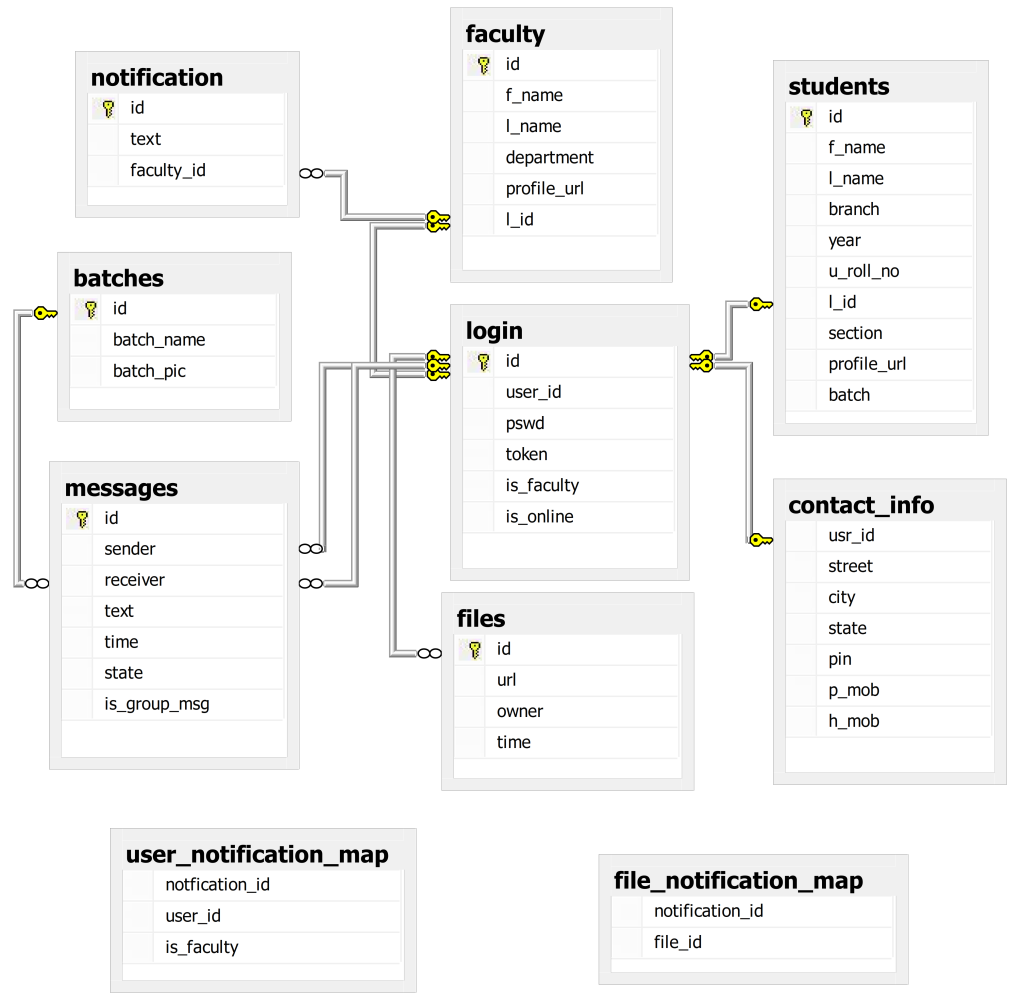 notification
id
text
faculty_id
faculty
id
f_name
l_name
department
profile_url
l_id
students
id
f_name
l_name
branch
year
u_roll_no
l_id
section
profile_url
batch
batches
id
batch_name
batch_pic
login
id
user_id
pswd
token
is_faculty
is_online
messages
id
sender
receiver
text
time
state
is_group_msg
contact_info
usr_id
street
city
state
pin
p_mob
h_mob
files
id
url
owner
time
user_notification_map
notfication_id
user_id
is_faculty
file_notification_map
notification_id
file_id